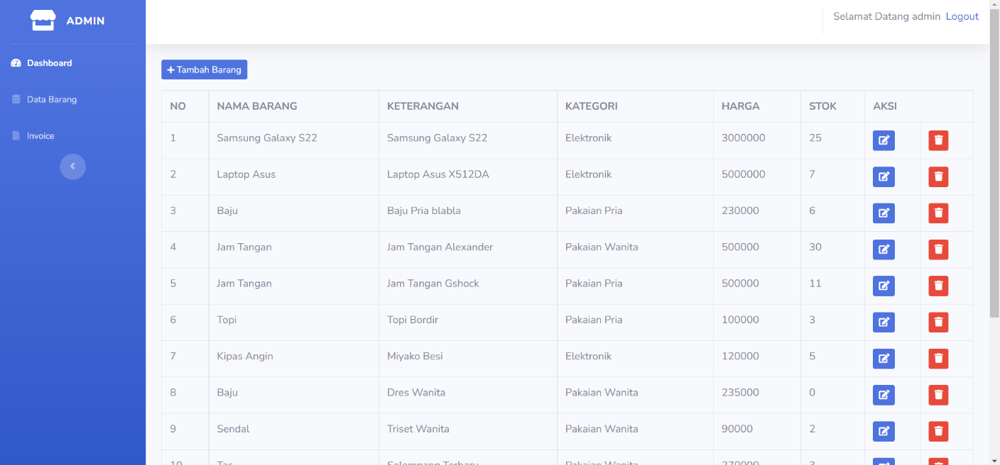 ADMIN
Selamat Datang admin Logout
Dashboard
Data Barang
Invoice
Tambah Barang
NO NAMA BARANG KETERANGAN KATEGORI HARGA STOK AKSI
1 Samsung Galaxy S22 Samsung Galaxy S22 Elektronik 3000000 25
2 Laptop Asus Laptop Asus X512DA Elektronik 5000000 7
3 Baju Baju Pria blabla Pakaian Pria 230000 6
4 Jam Tangan Jam Tangan Alexander Pakaian Wanita 500000 30
5 Jam Tangan Jam Tangan Gshock Pakaian Pria 500000 11
6 Topi Topi Bordir Pakaian Pria 100000 3
7 Kipas Angin Miyako Besi Elektronik 120000 5
8 Baju Dres Wanita Pakaian Wanita 235000 0
9 Sendal Triset Wanita Pakaian Wanita 90000 2
10 Tas Selempang Terbaru Pakaian Wanita 270000